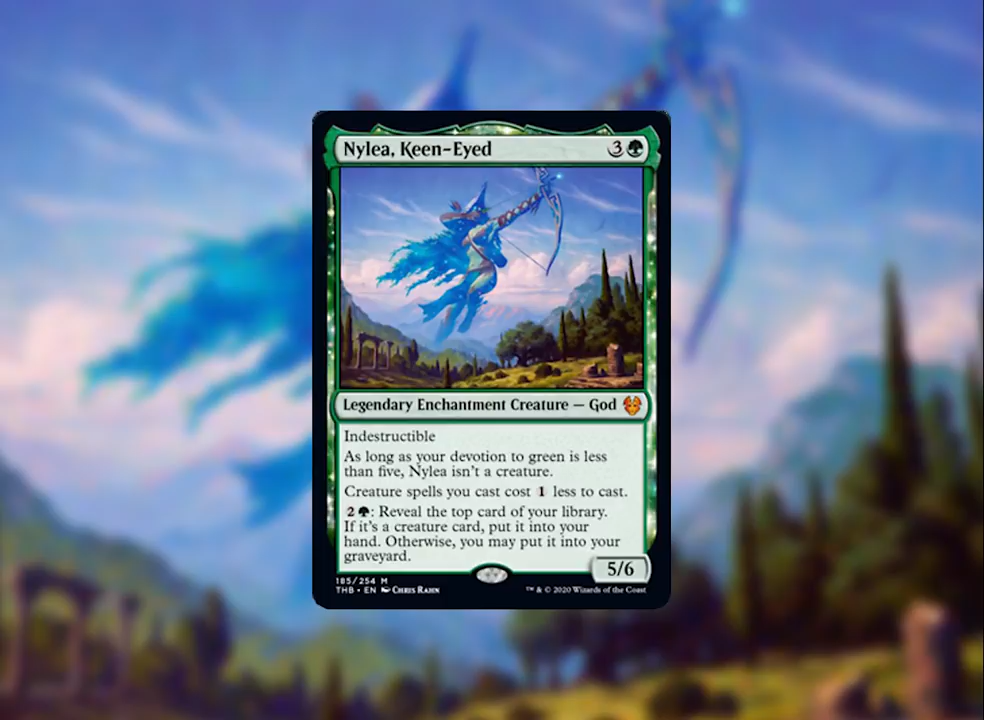 Nylea, Keen-Eyed 3
Legendary Enchantment Creature — God
Indestructible
As long as your devotion to green is less
than five, Nylea isn't a creature.
Creature spells you cast cost 1 less to cast.
2 : Reveal the top card of your library.
If it's a creature card, put it into your
hand. Otherwise, you may put it into your
graveyard.
5/6
185/254 M
THB • EN Chris Rahn
™ & © 2020 Wizards of the Coast